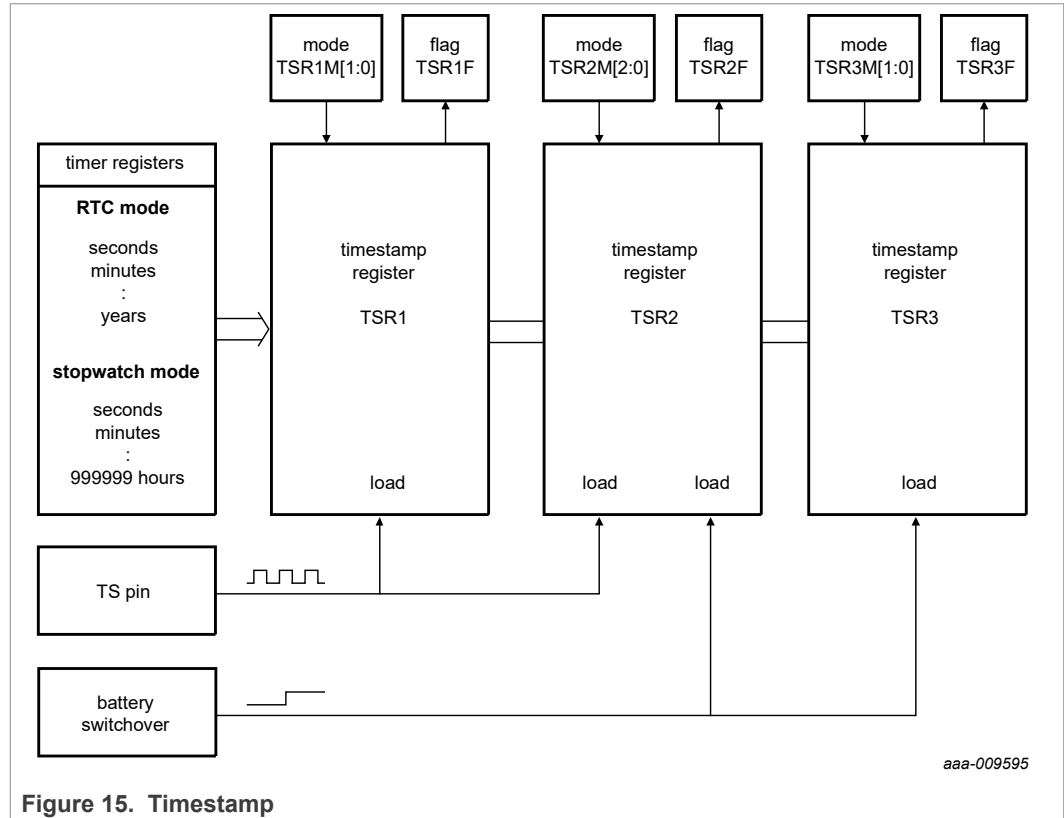 mode
TSR1M[1:0]
flag
TSR1F
mode
TSR2M[2:0]
flag
TSR2F
mode
TSR3M[1:0]
flag
TSR3F
timer registers
RTC mode
seconds
minutes
:
years
stopwatch mode
seconds
minutes
:
999999 hours
timestamp
register
TSR1
load
timestamp
register
TSR2
load
load
timestamp
register
TSR3
load
TS pin
battery
switchover
aaa-009595
Figure 15. Timestamp